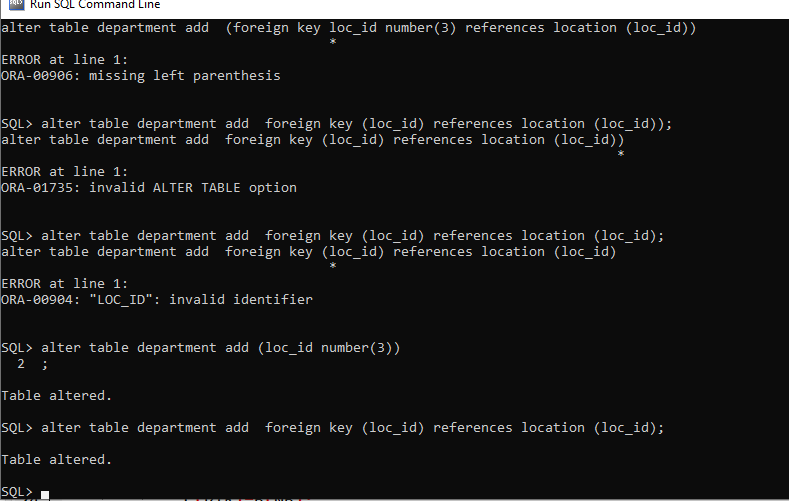 SQL Run SQL Command Line
alter table department add  (foreign key loc_id number(3) references location (loc_id))
                                         *
ERROR at line 1:
ORA-00906: missing left parenthesis
SQL> alter table department add  foreign key (loc_id) references location (loc_id));
alter table department add  foreign key (loc_id) references location (loc_id))
                                                                             *
ERROR at line 1:
ORA-01735: invalid ALTER TABLE option
SQL> alter table department add  foreign key (loc_id) references location (loc_id);
alter table department add  foreign key (loc_id) references location (loc_id)
                                         *
ERROR at line 1:
ORA-00904: "LOC_ID": invalid identifier
SQL> alter table department add (loc_id number(3))
  2  ;
Table altered.
SQL> alter table department add  foreign key (loc_id) references location (loc_id);
Table altered.
SQL>